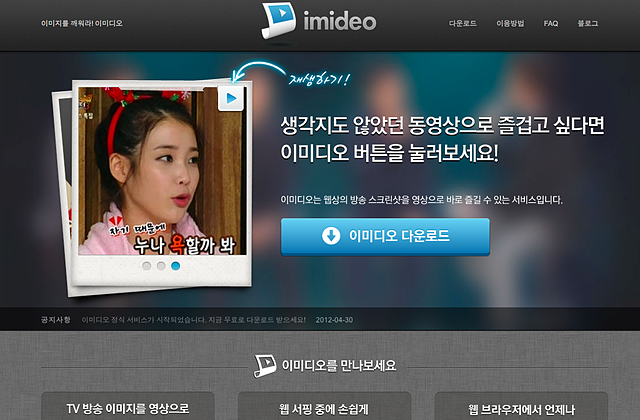 이미지를 깨워라! 이미디오
imideo
다운로드 이용방법 FAQ 블로그
재생하기!
생각지도 않았던 동영상으로 즐겁고 싶다면
이미디오 버튼을 눌러보세요!
이미디오는 웹상의 방송 스크린샷을 영상으로 바로 즐길 수 있는 서비스입니다.
이미디오 다운로드
자기 때문에
누나 욕할까 봐
공지사항 이미디오 정식 서비스가 시작되었습니다. 지금 무료로 다운로드 받으세요! 2012-04-30
이미디오를 만나보세요
TV 방송 이미지를 영상으로
웹 서핑 중에 손쉽게
웹 브라우저에서 언제나